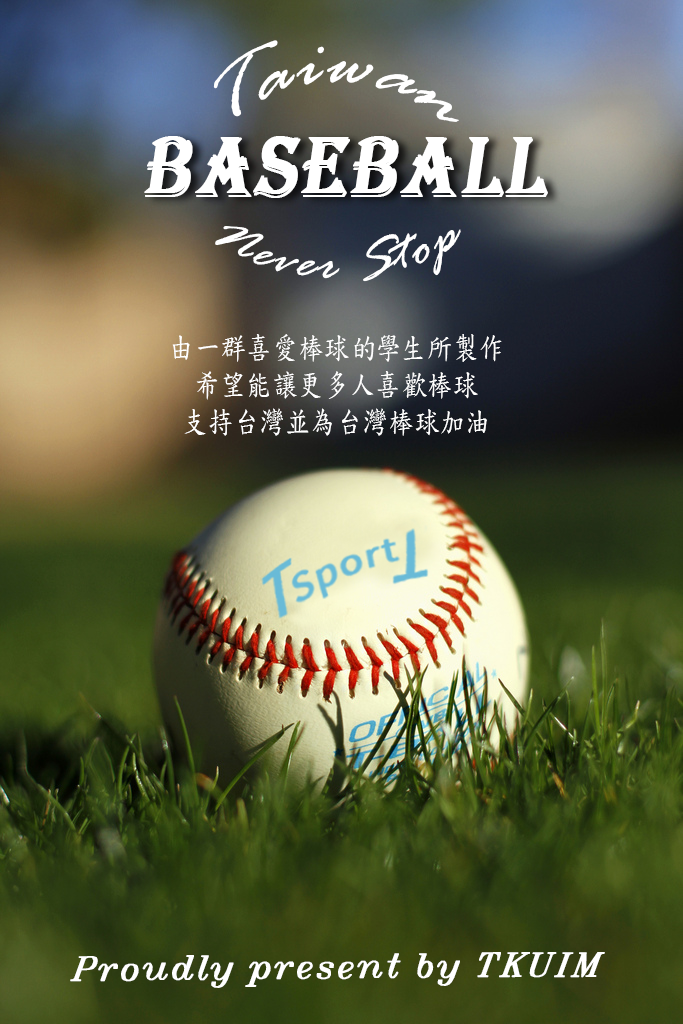 Taiwan
BASEBALL
Never Stop
由一群喜愛棒球的學生所製作
希望能讓更多人喜歡棒球
支持台灣並為台灣棒球加油
TSportT
OFFICIAL
Proudly present by TKUIM